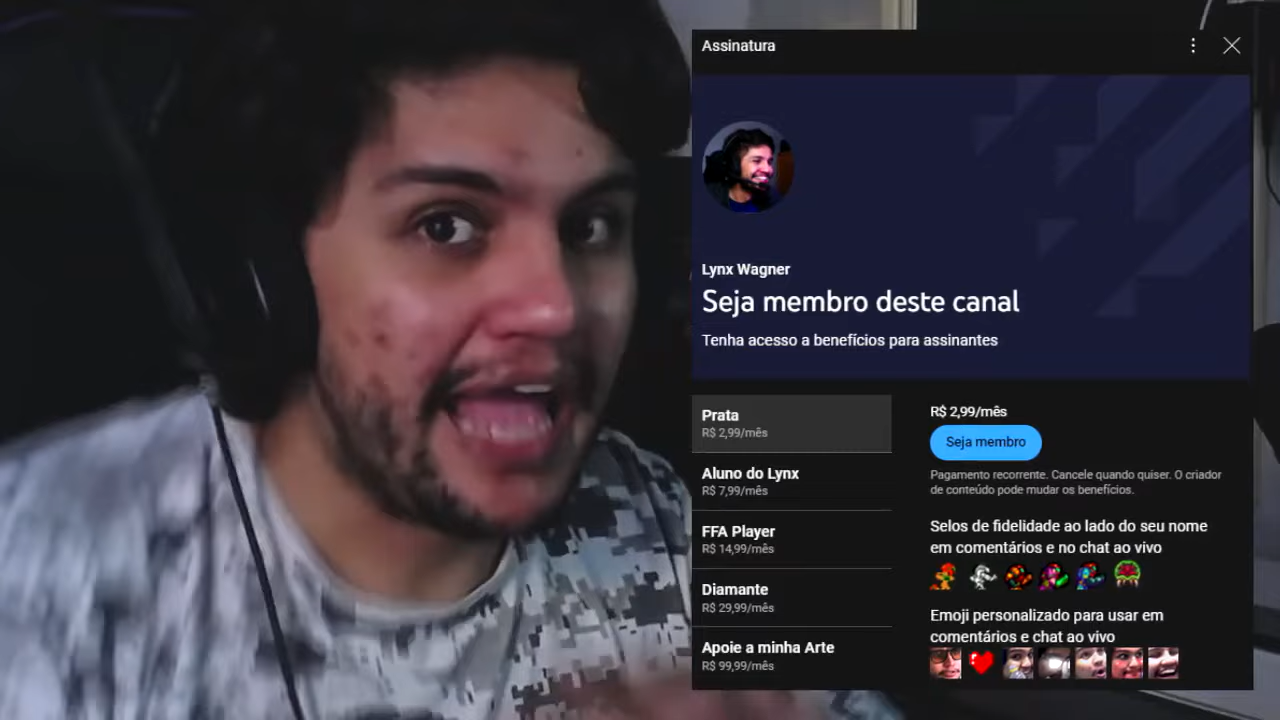 Assinatura
Lynx Wagner
Seja membro deste canal
Tenha acesso a benefícios para assinantes
Prata
R$ 2,99/mês
Aluno do Lynx
R$ 7,99/mês
FFA Player
R$ 14,99/mês
Diamante
R$ 29,99/mês
Apoie a minha Arte
R$ 99,99/mês
R$ 2,99/mês
Seja membro
Pagamento recorrente. Cancele quando quiser. O criador
de conteúdo pode mudar os benefícios.
Selos de fidelidade ao lado do seu nome
em comentários e no chat ao vivo
Emoji personalizado para usar em
comentários e chat ao vivo